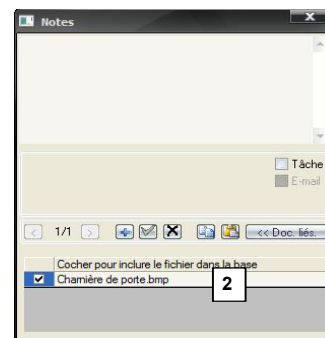 Notes
Tâche
E-mail
1/1
<< Doc. liés.
Cocher pour inclure le fichier dans la base
Charnière de porte.bmp
2